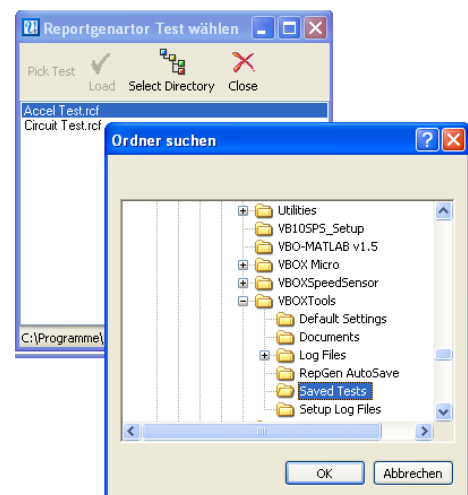 Reportgenartor Test wählen
Pick Test
Load
Select Directory
Close
Accel Test.rcf
Circuit Test.rcf
C:\Programme\
Ordner suchen
Utilities
VB10SPS_Setup
VBO-MATLAB v1.5
VBOX Micro
VBOXSpeedSensor
VBOXTools
Default Settings
Documents
Log Files
RepGen AutoSave
Saved Tests
Setup Log Files
OK
Abbrechen